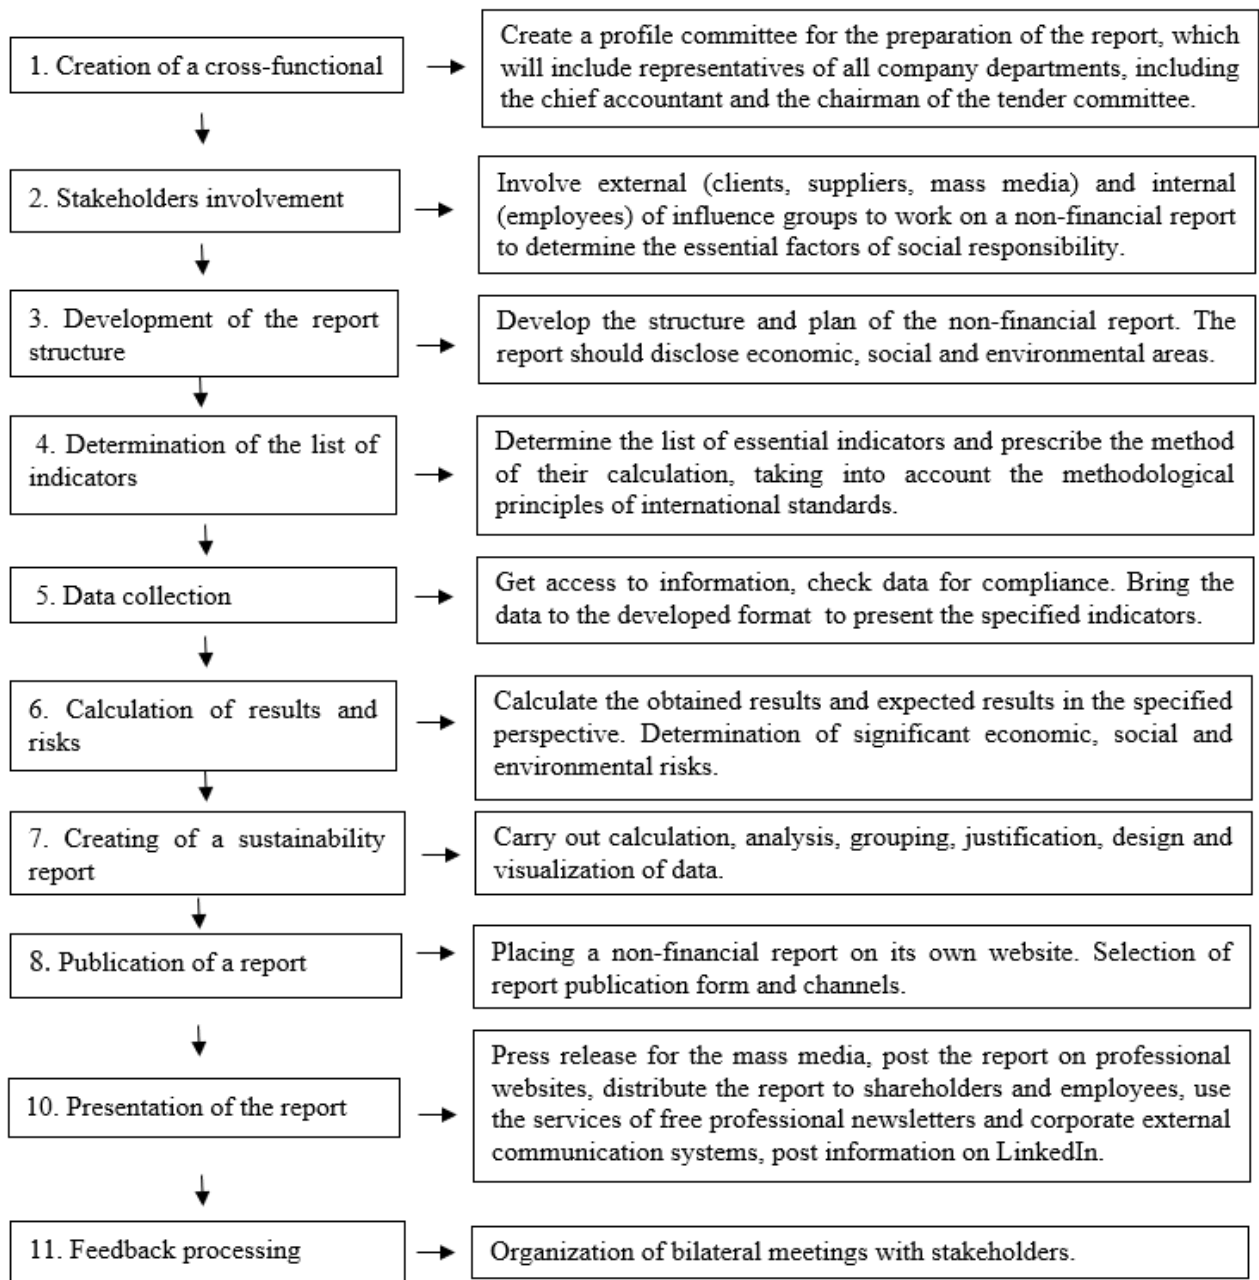 1. Creation of a cross-functional
Create a profile committee for the preparation of the report, which
will include representatives of all company departments, including
the chief accountant and the chairman of the tender committee.
2. Stakeholders involvement
Involve external (clients, suppliers, mass media) and internal
(employees) of influence groups to work on a non-financial report
to determine the essential factors of social responsibility.
3. Development of the report
structure
Develop the structure and plan of the non-financial report. The
report should disclose economic, social and environmental areas.
4. Determination of the list of
indicators
Determine the list of essential indicators and prescribe the method
of their calculation, taking into account the methodological
principles of international standards.
5. Data collection
Get access to information, check data for compliance. Bring the
data to the developed format to present the specified indicators.
6. Calculation of results and
risks
Calculate the obtained results and expected results in the specified
perspective. Determination of significant economic, social and
environmental risks.
7. Creating of a sustainability
report
Carry out calculation, analysis, grouping, justification, design and
visualization of data.
8. Publication of a report
Placing a non-financial report on its own website. Selection of
report publication form and channels.
10. Presentation of the report
Press release for the mass media, post the report on professional
websites, distribute the report to shareholders and employees, use
the services of free professional newsletters and corporate external
communication systems, post information on LinkedIn.
11. Feedback processing
Organization of bilateral meetings with stakeholders.